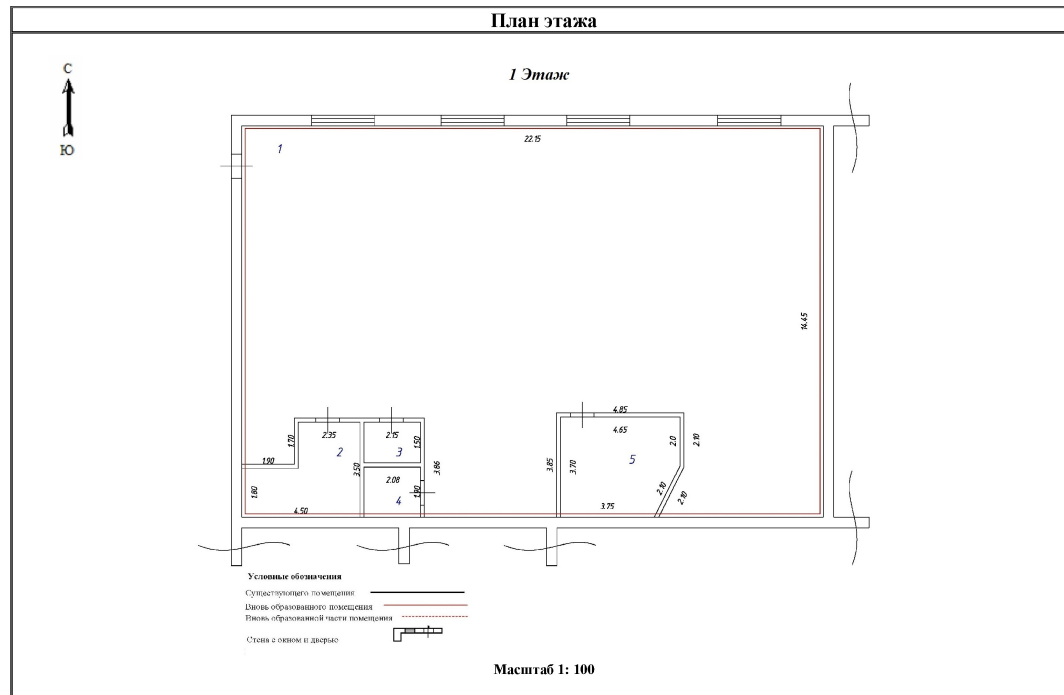 План этажа
С
Ю
1 Этаж
22.15
1
14.45
4.85
4.65
2.35
2.15
1.70
1.50
2
3
1.90
3.50
3.86
3.85
3.70
5
2.0
2.10
1.80
2.08
4
1.90
4.50
3.75
2.10
2.10
Условные обозначения
Существующего помещения
Вновь образованного помещения
Вновь образованной части помещения
Стена с окном и дверью
Масштаб 1: 100